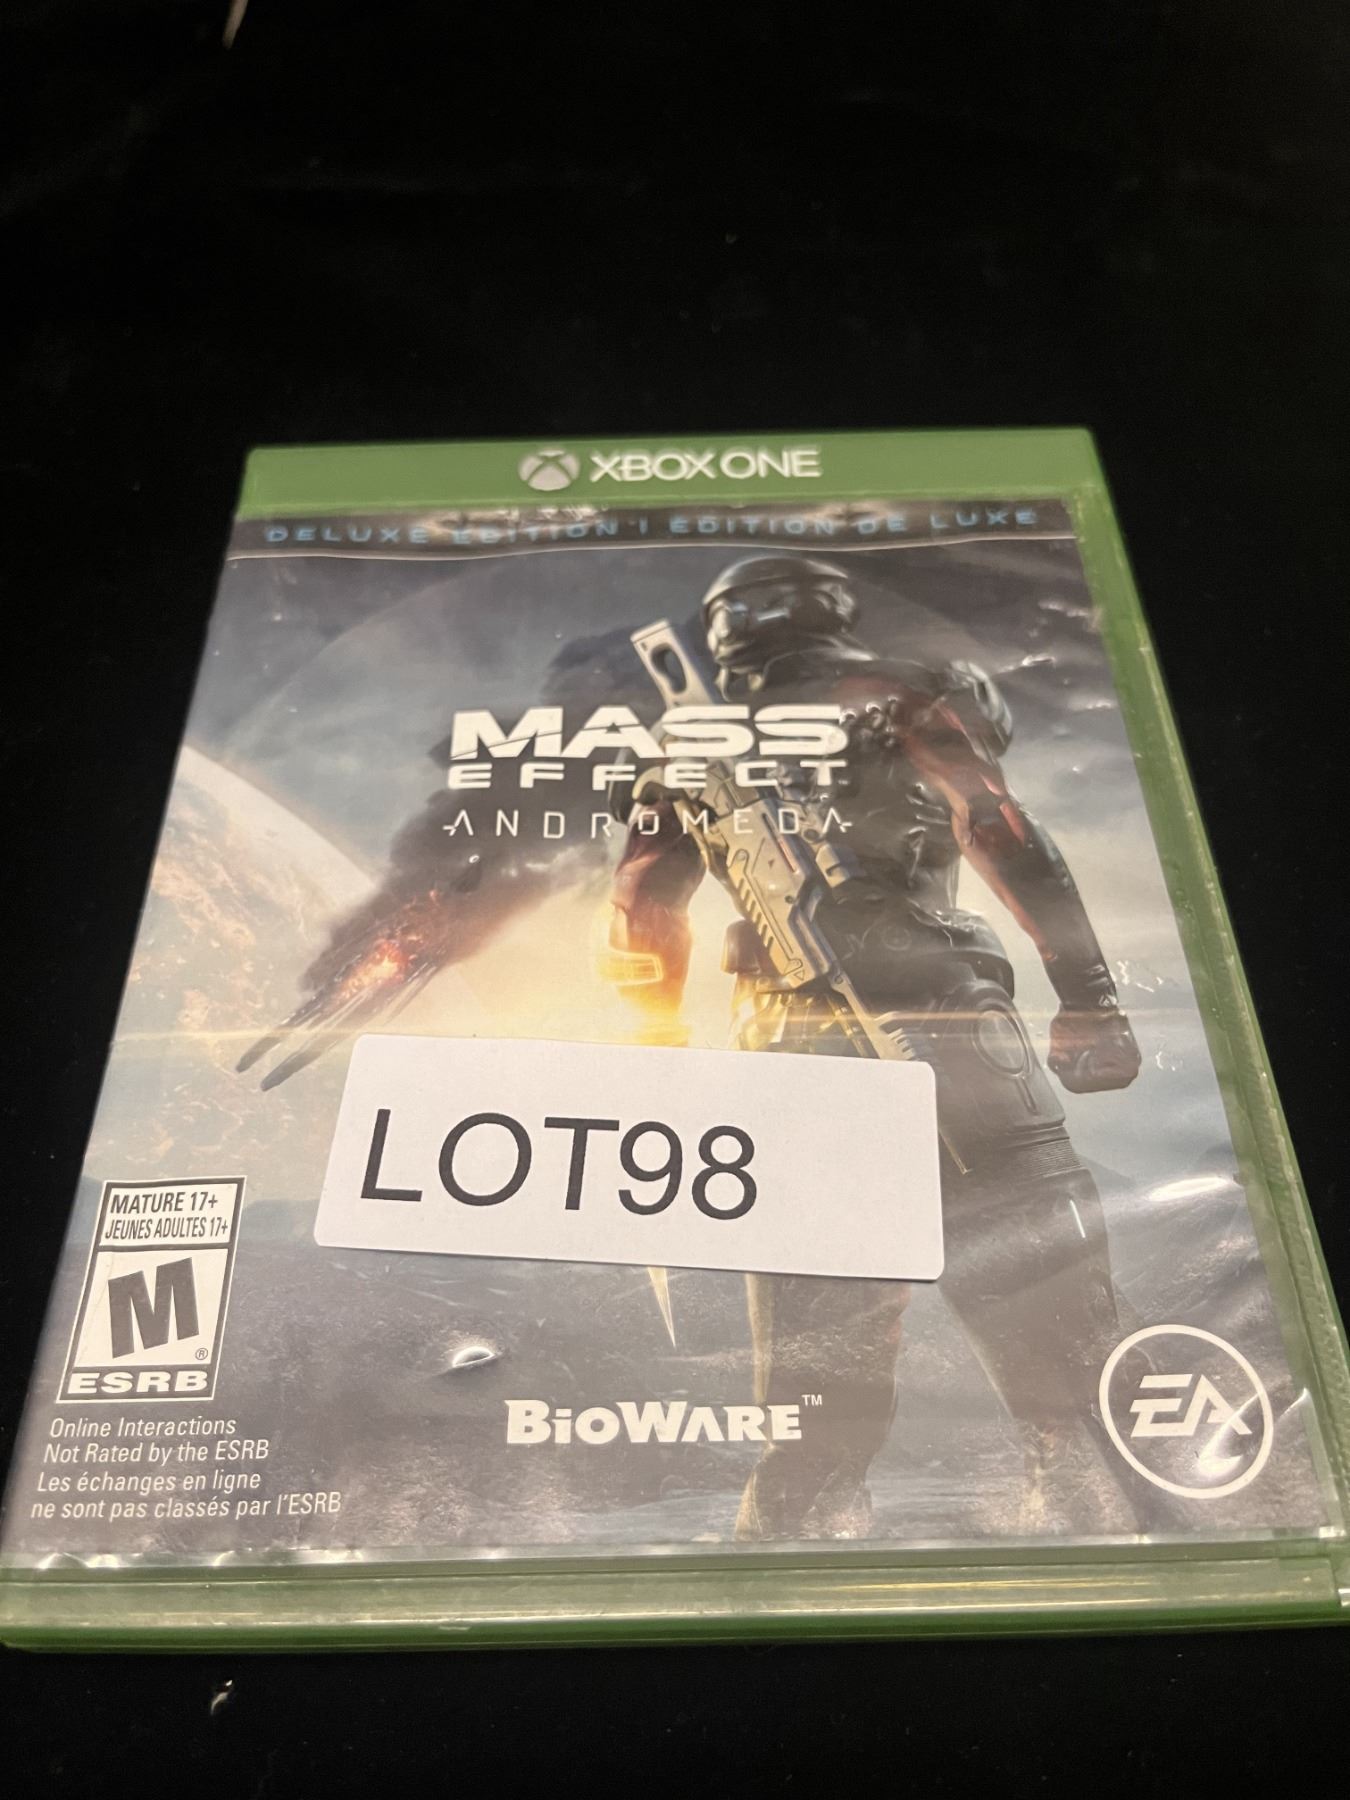 XBOX ONE
DELUXE EDITION | EDITION DE LUXE
MASS
EFFECT
ANDROMEDA
LOT98
MATURE 17+
JEUNES ADULTES 17+
M®
ESRB
Online Interactions
Not Rated by the ESRB
Les échanges en ligne
ne sont pas classés par l'ESRB
BIOWARE™
EA